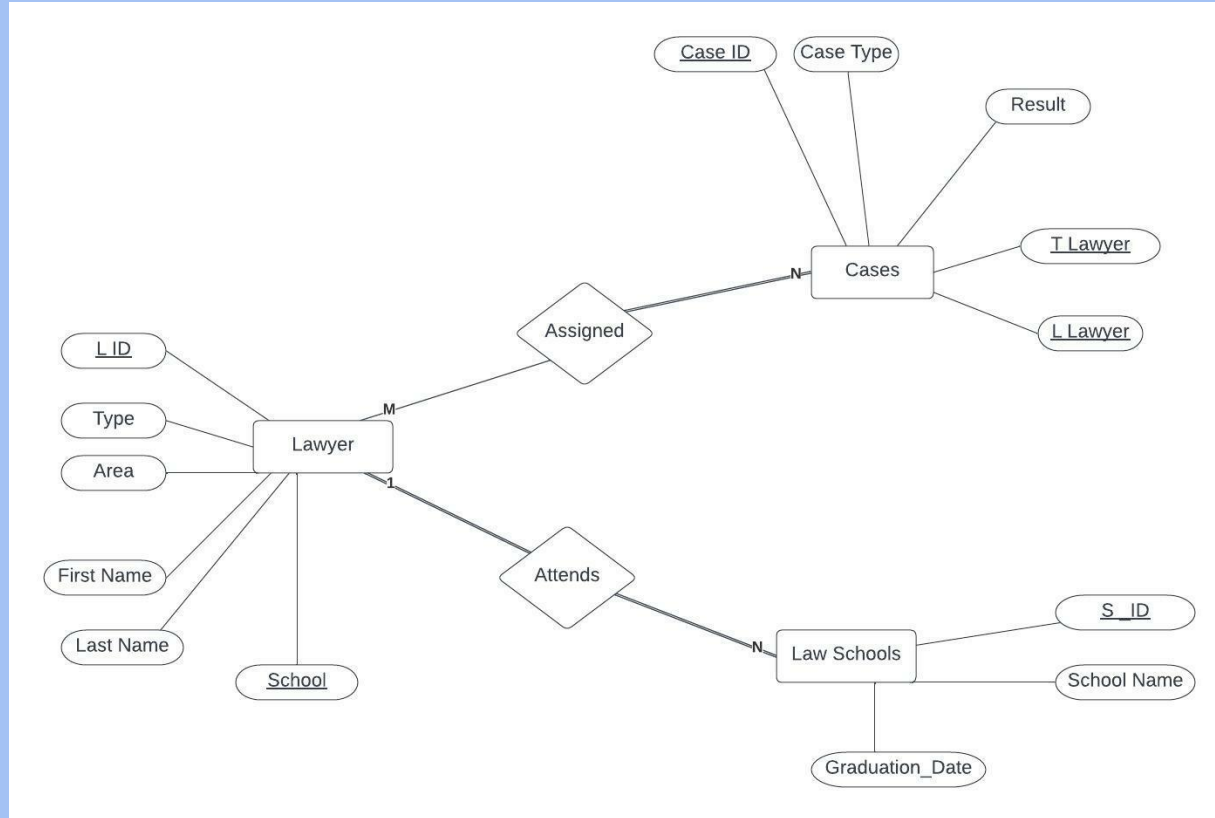 Case ID
Case Type
Result
T Lawyer
L Lawyer
Cases
N
Assigned
M
L ID
Type
Area
First Name
Last Name
School
Lawyer
1
Attends
N
Law Schools
S _ID
School Name
Graduation_Date